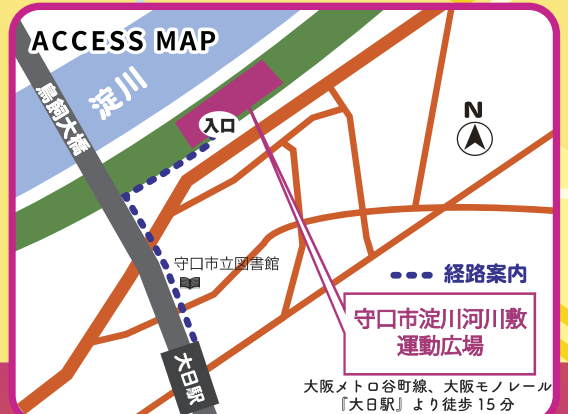 ACCESS MAP
淀川
鳥飼大橋
入口
N
守口市立図書館
経路案内
守口市淀川河川敷
運動広場
大日駅
大阪メトロ谷町線、大阪モノレール
『大日駅』より徒歩 15 分